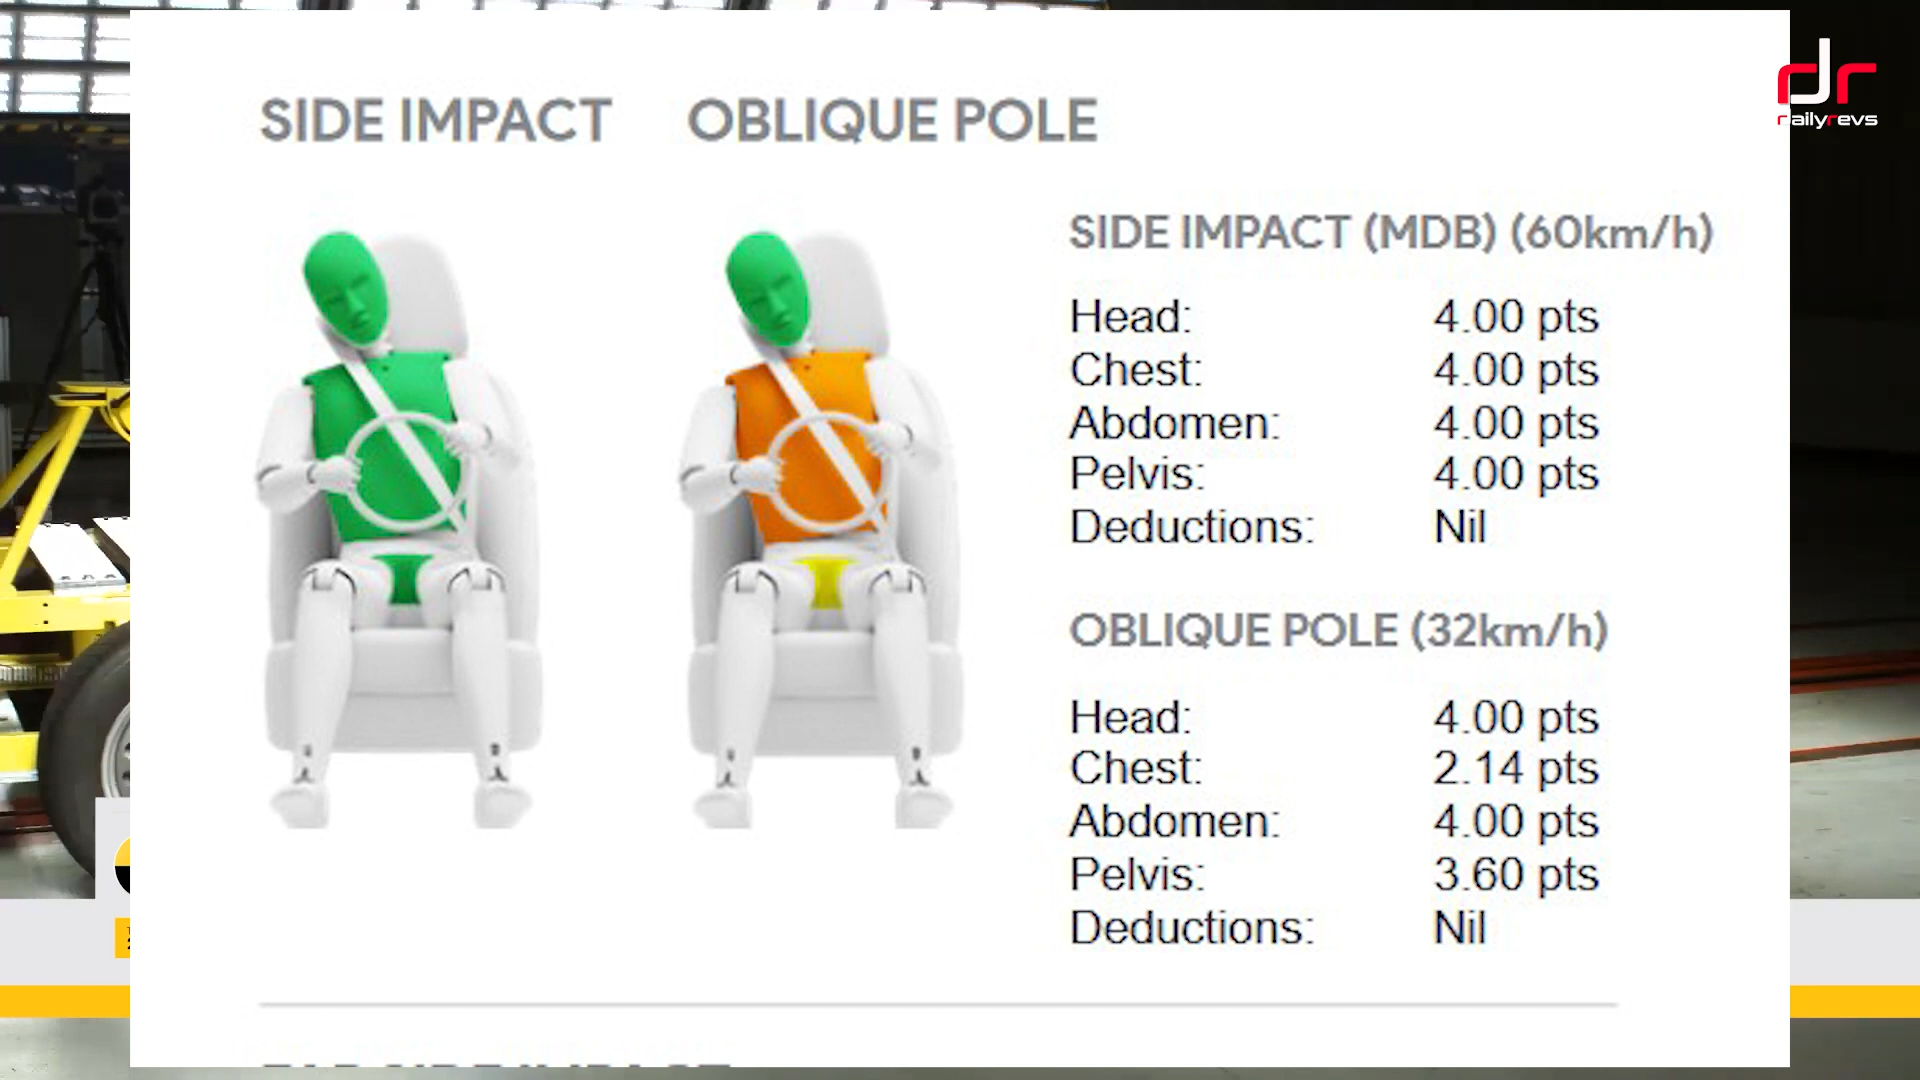 SIDE IMPACT
OBLIQUE POLE
SIDE IMPACT (MDB) (60km/h)
Head: 4.00 pts
Chest: 4.00 pts
Abdomen: 4.00 pts
Pelvis: 4.00 pts
Deductions: Nil
OBLIQUE POLE (32km/h)
Head: 4.00 pts
Chest: 2.14 pts
Abdomen: 4.00 pts
Pelvis: 3.60 pts
Deductions: Nil
dr
dailyrevs